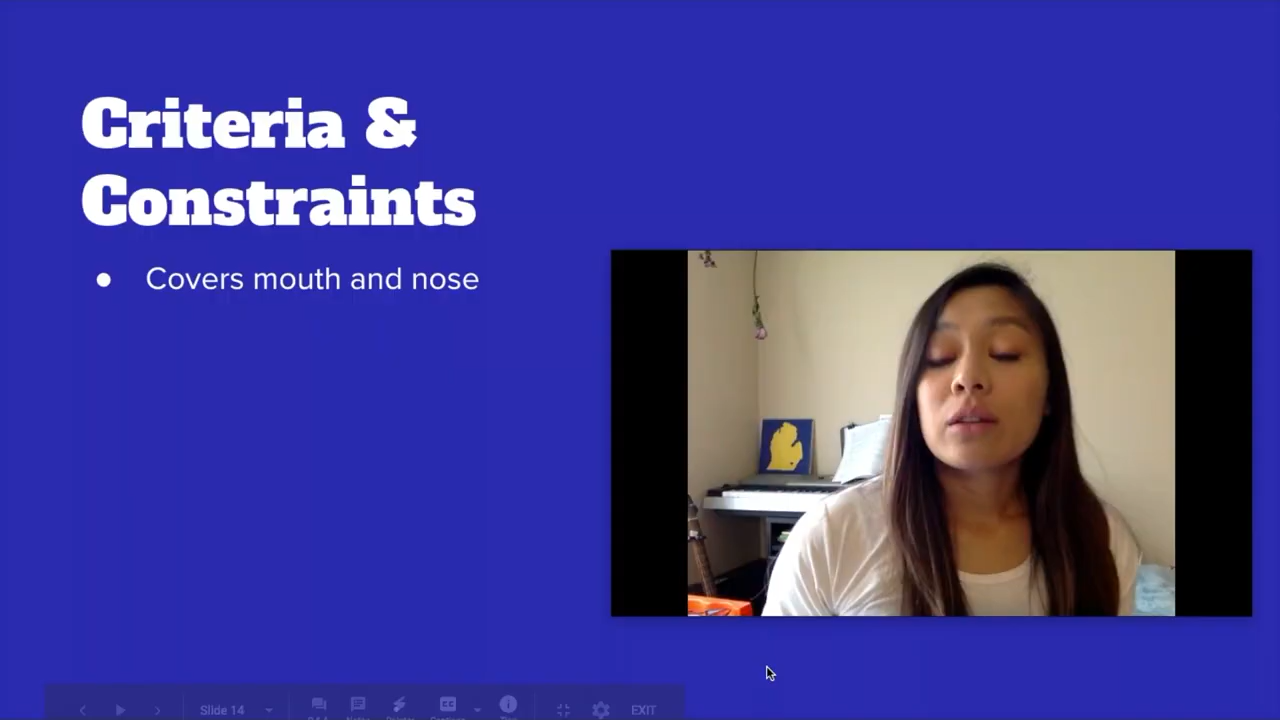 Criteria &
Constraints
● Covers mouth and nose
Slide 14
EXIT